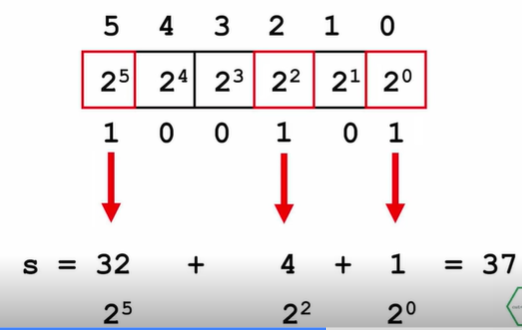 5 4 3 2 1 0
2⁵ 2⁴ 2³ 2² 2¹ 2⁰
1 0 0 1 0 1
s = 32 + 4 + 1 = 37
2⁵ 2² 2⁰